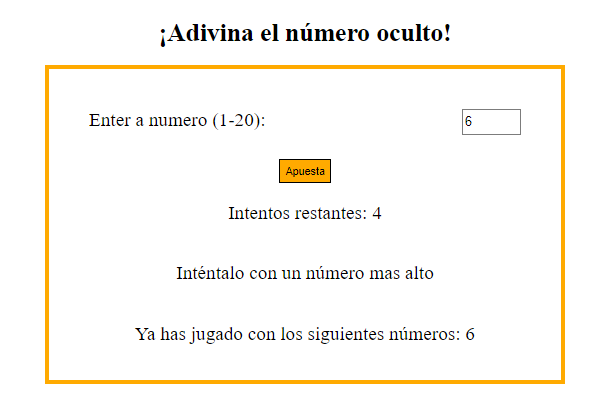 ¡Adivina el número oculto!
Enter a numero (1-20): 6
Apuesta
Intentos restantes: 4
Inténtalo con un número mas alto
Ya has jugado con los siguientes números: 6